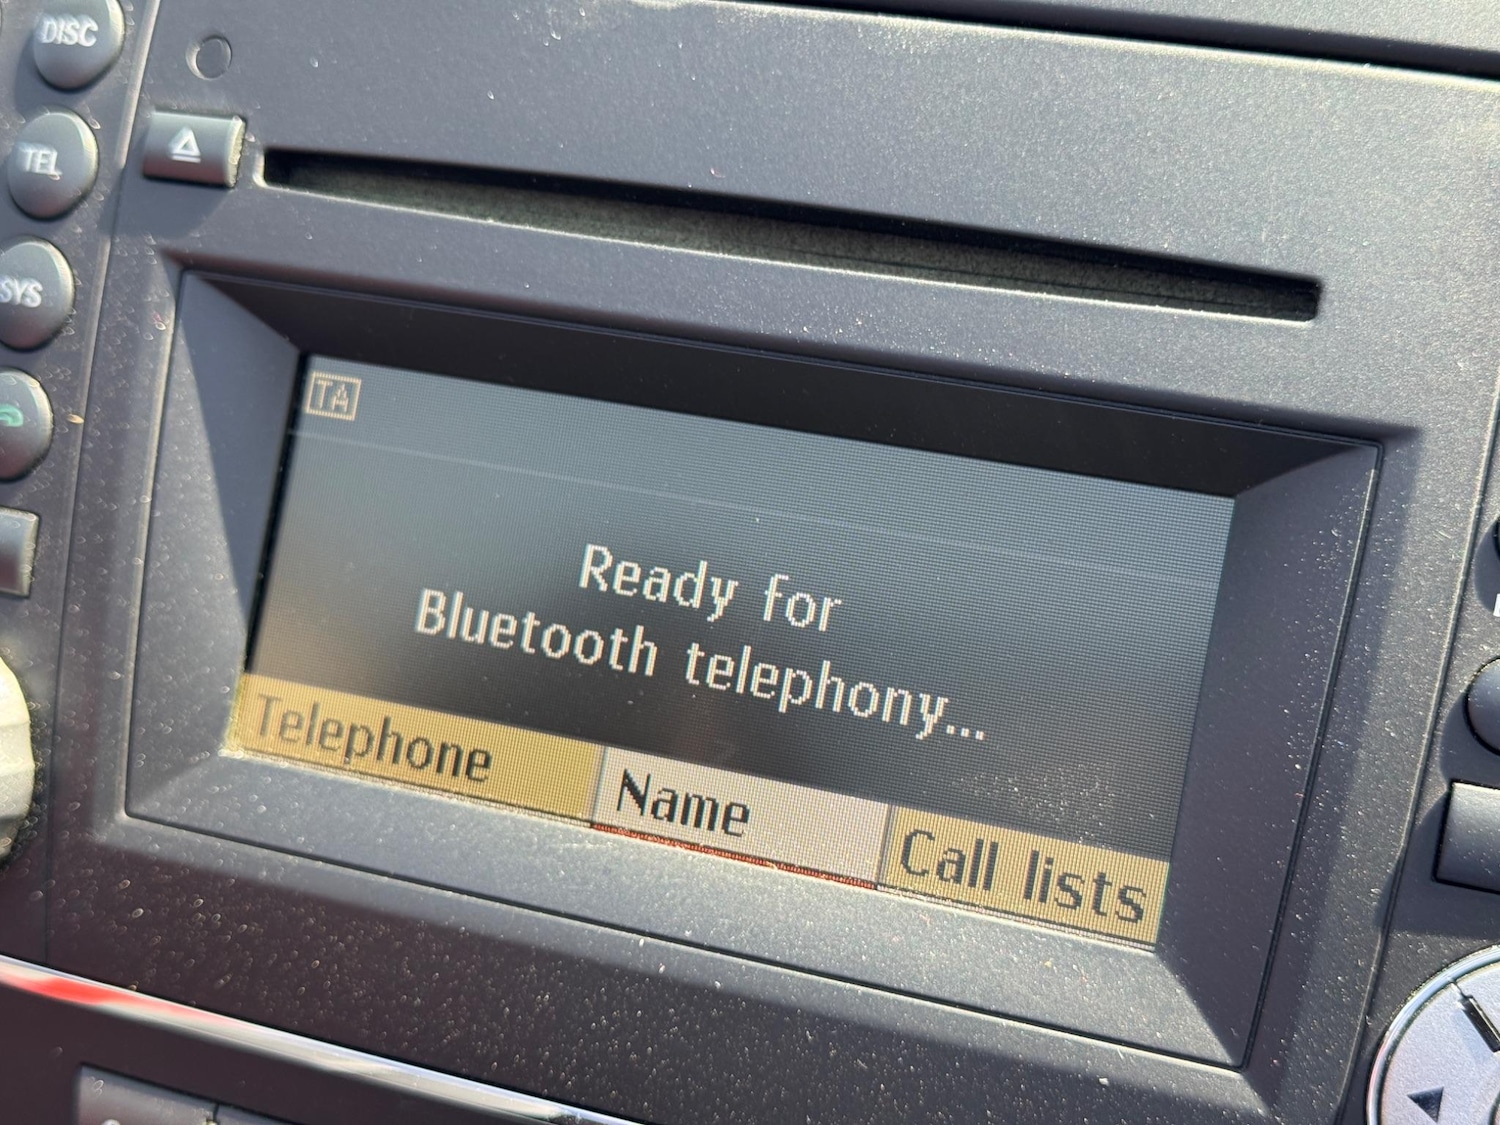 DISC
TEL
SYS
TA
Ready for
Bluetooth telephony...
Telephone
Name
Call lists